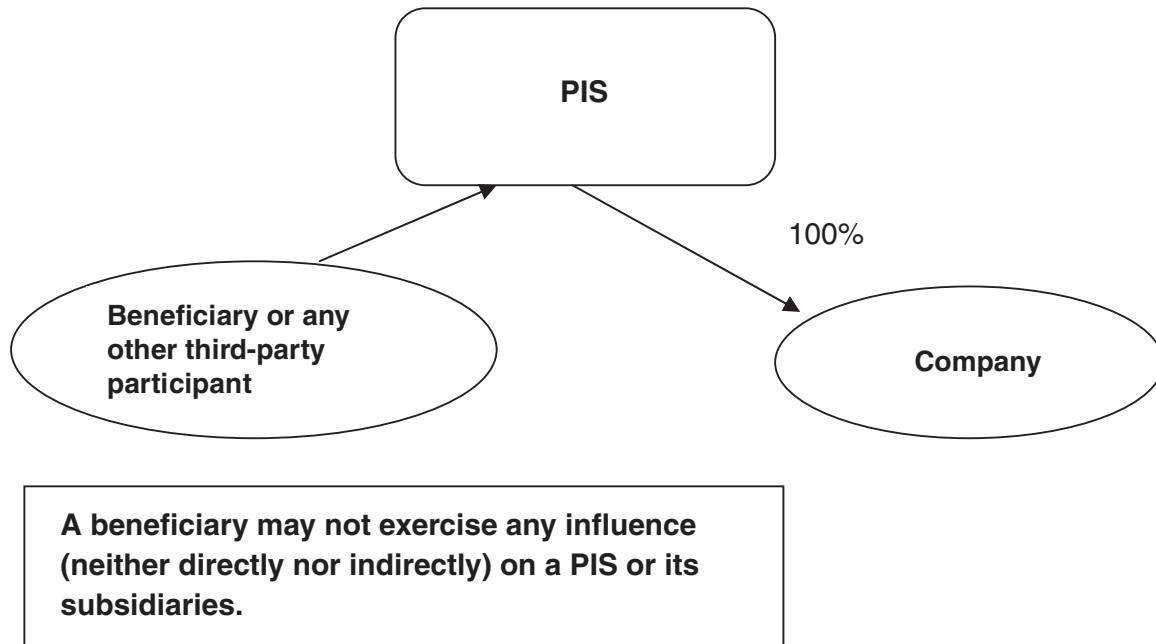 PIS
100%
Beneficiary or any
other third-party
participant
Company
A beneficiary may not exercise any influence
(neither directly nor indirectly) on a PIS or its
subsidiaries.